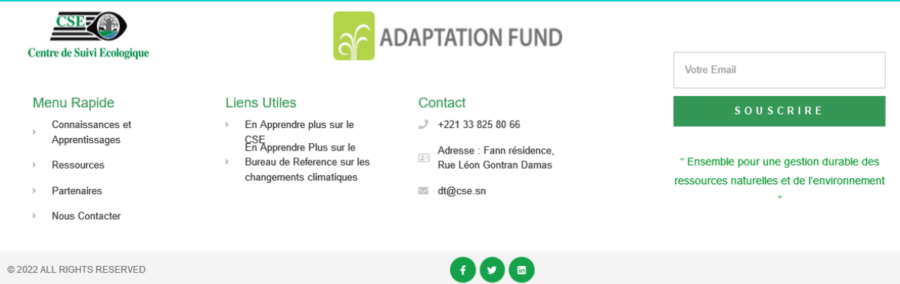 CSE
Centre de Suivi Ecologique
ADAPTATION FUND
Menu Rapide
Connaissances et
Apprentissages
Ressources
Partenaires
Nous Contacter
Liens Utiles
En Apprendre plus sur le
CSE
En Apprendre Plus sur le
Bureau de Reference sur les
changements climatiques
Contact
+221 33 825 80 66
Adresse : Fann résidence,
Rue Léon Gontran Damas
dt@cse.sn
Votre Email
SOUSCRIRE
“ Ensemble pour une gestion durable des
ressources naturelles et de l’environnement
”
© 2022 ALL RIGHTS RESERVED